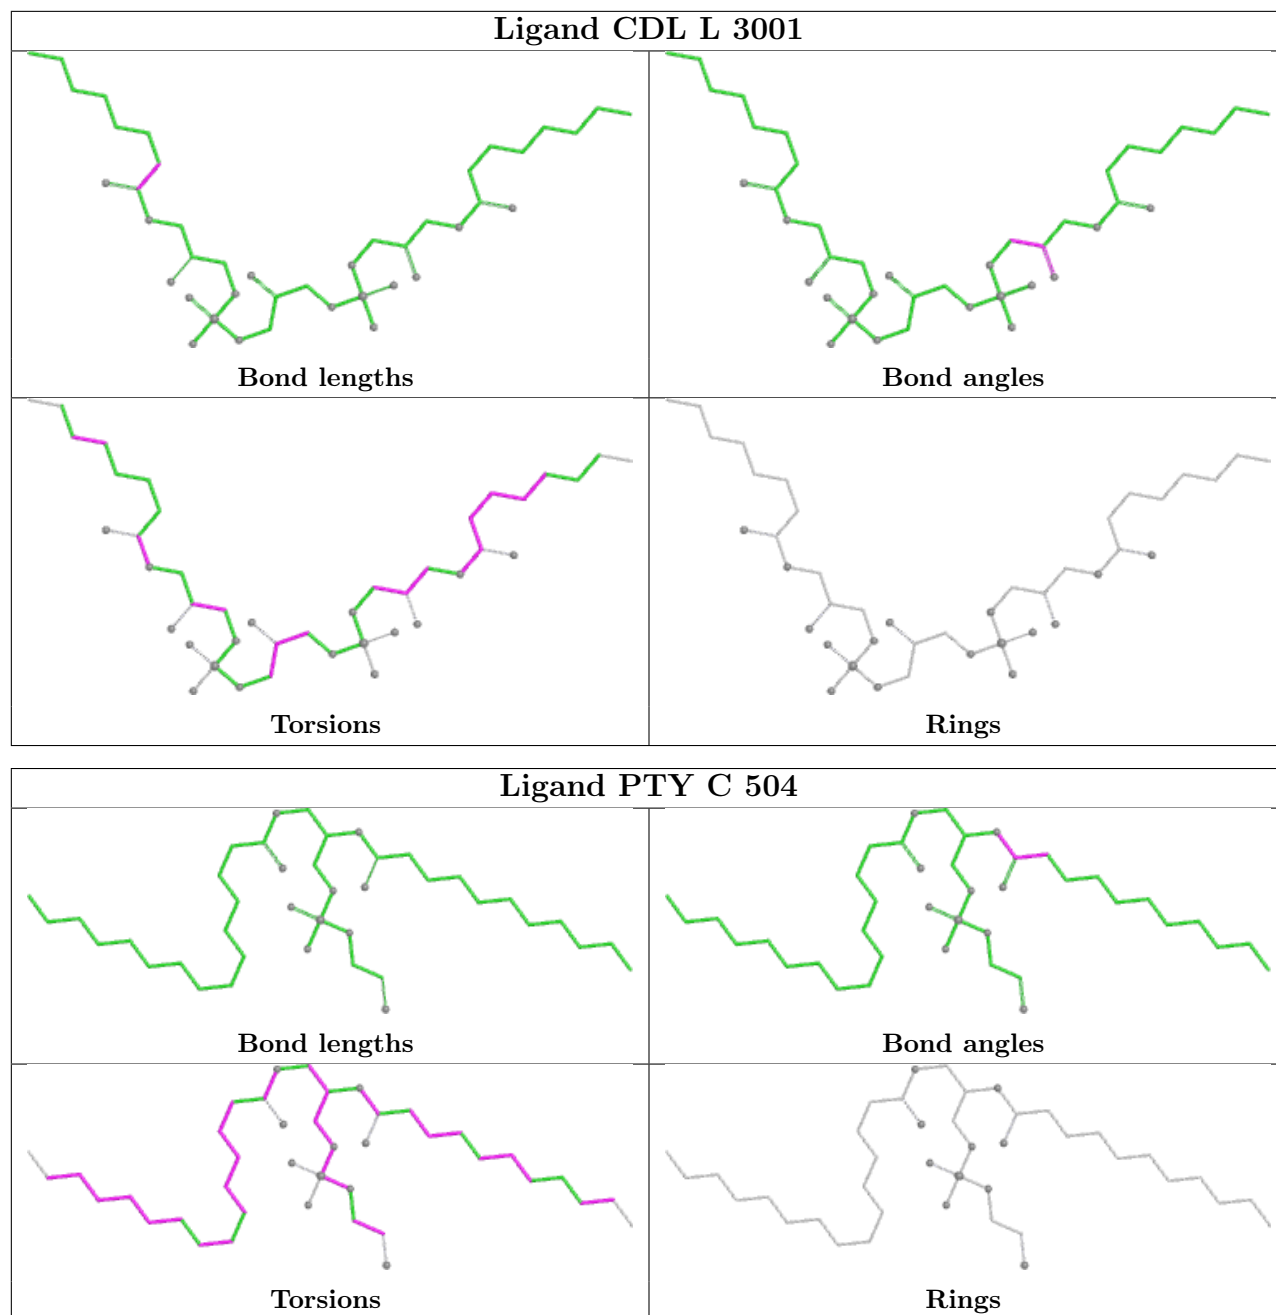 Ligand CDL L 3001
Bond lengths
Bond angles
Torsions
Rings
Ligand PTY C 504
Bond lengths
Bond angles
Torsions
Rings